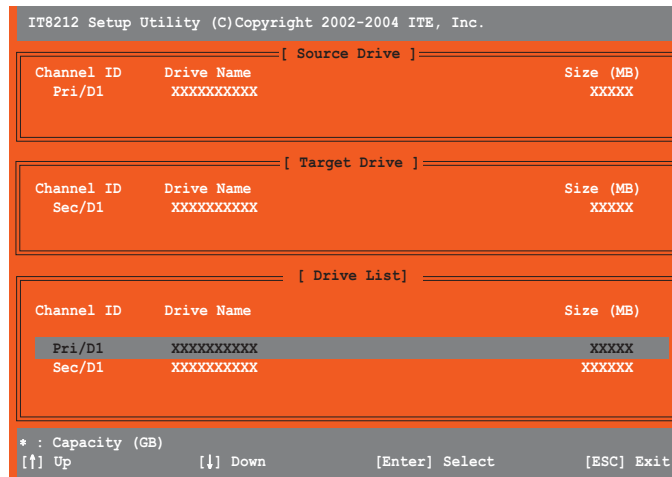 IT8212 Setup Utility (C)Copyright 2002-2004 ITE, Inc.
[ Source Drive ]
Channel ID Drive Name Size (MB)
Pri/D1 XXXXXXXXXX XXXXX
[ Target Drive ]
Channel ID Drive Name Size (MB)
Sec/D1 XXXXXXXXXX XXXXX
[ Drive List]
Channel ID Drive Name Size (MB)
Pri/D1 XXXXXXXXXX XXXXX
Sec/D1 XXXXXXXXXX XXXXXX
* : Capacity (GB)
[↑] Up [↓] Down [Enter] Select [ESC] Exit